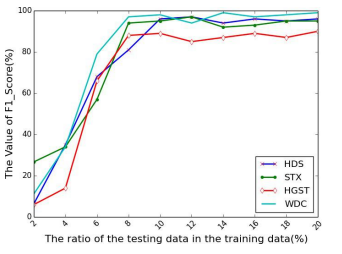 100
80
60
40
20
0
The Value of F1_Score(%)
HDS
STX
HGST
WDC
2 4 6 8 10 12 14 16 18 20
The ratio of the testing data in the training data(%)